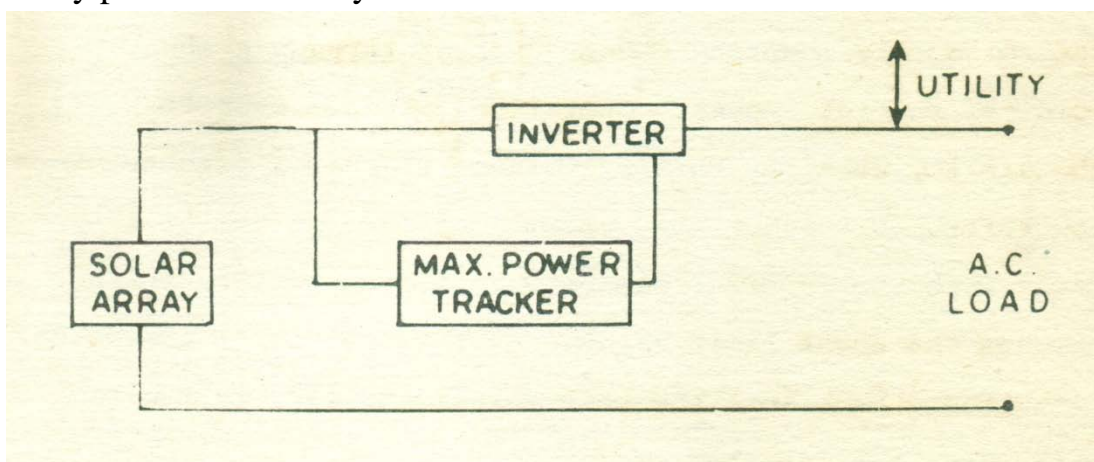 UTILITY
INVERTER
SOLAR
ARRAY
MAX. POWER
TRACKER
A.C.
LOAD